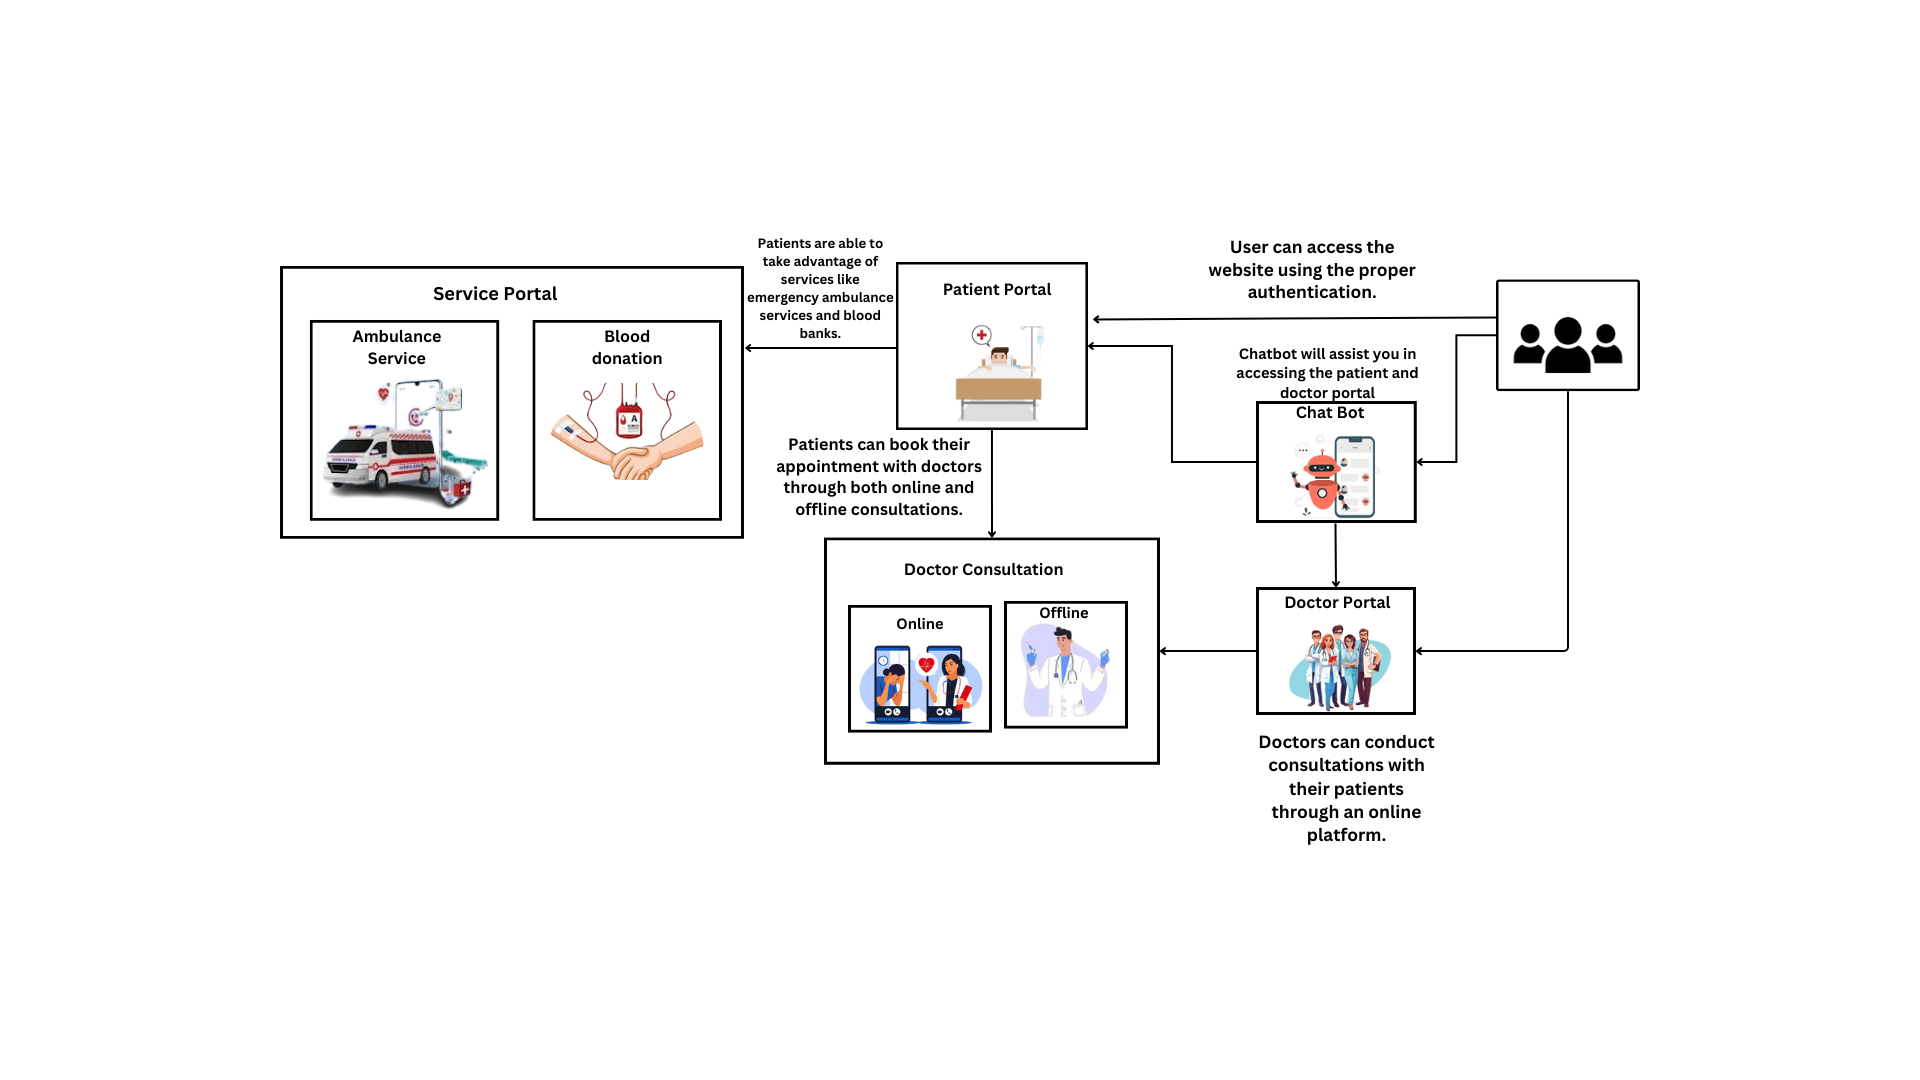 Patients are able to
take advantage of
services like
emergency ambulance
services and blood
banks.
User can access the
website using the proper
authentication.
Service Portal
Ambulance
Service
Blood
donation
A
Patient Portal
Chatbot will assist you in
accessing the patient and
doctor portal
Chat Bot
Patients can book their
appointment with doctors
through both online and
offline consultations.
Doctor Consultation
Online
Offline
Doctor Portal
Doctors can conduct
consultations with
their patients
through an online
platform.